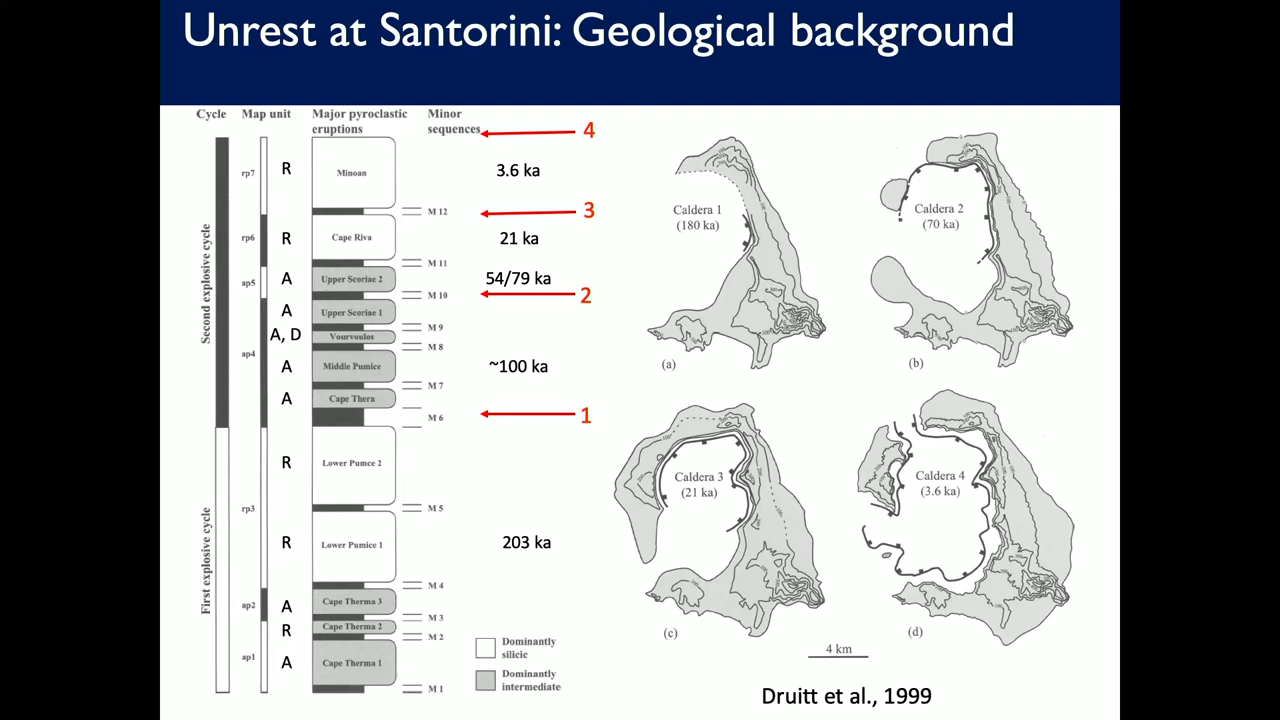 Unrest at Santorini: Geological background
Cycle
Map unit
Major pyroclastic
eruptions
Minor
sequences
4
rp7
R
Minoan
3.6 ka
M 12
3
rp6
R
Cape Riva
21 ka
M 11
ap5
A
Upper Scoriae 2
54/79 ka
M 10
2
A
Upper Scoriae 1
M 9
A, D
Vourvoulos
M 8
ap4
A
Middle Pumice
~100 ka
M 7
A
Cape Thera
M 6
1
Second explosive cycle
R
Lower Pumce 2
rp3
M 5
R
Lower Pumice 1
203 ka
M 4
ap2
A
Cape Therma 3
M 3
R
Cape Therma 2
M 2
ap1
A
Cape Therma 1
M 1
First explosive cycle
Dominantly
silicic
Dominantly
intermediate
Caldera 1
(180 ka)
(a)
Caldera 2
(70 ka)
(b)
Caldera 3
(21 ka)
(c)
Caldera 4
(3.6 ka)
(d)
4 km
Druitt et al., 1999